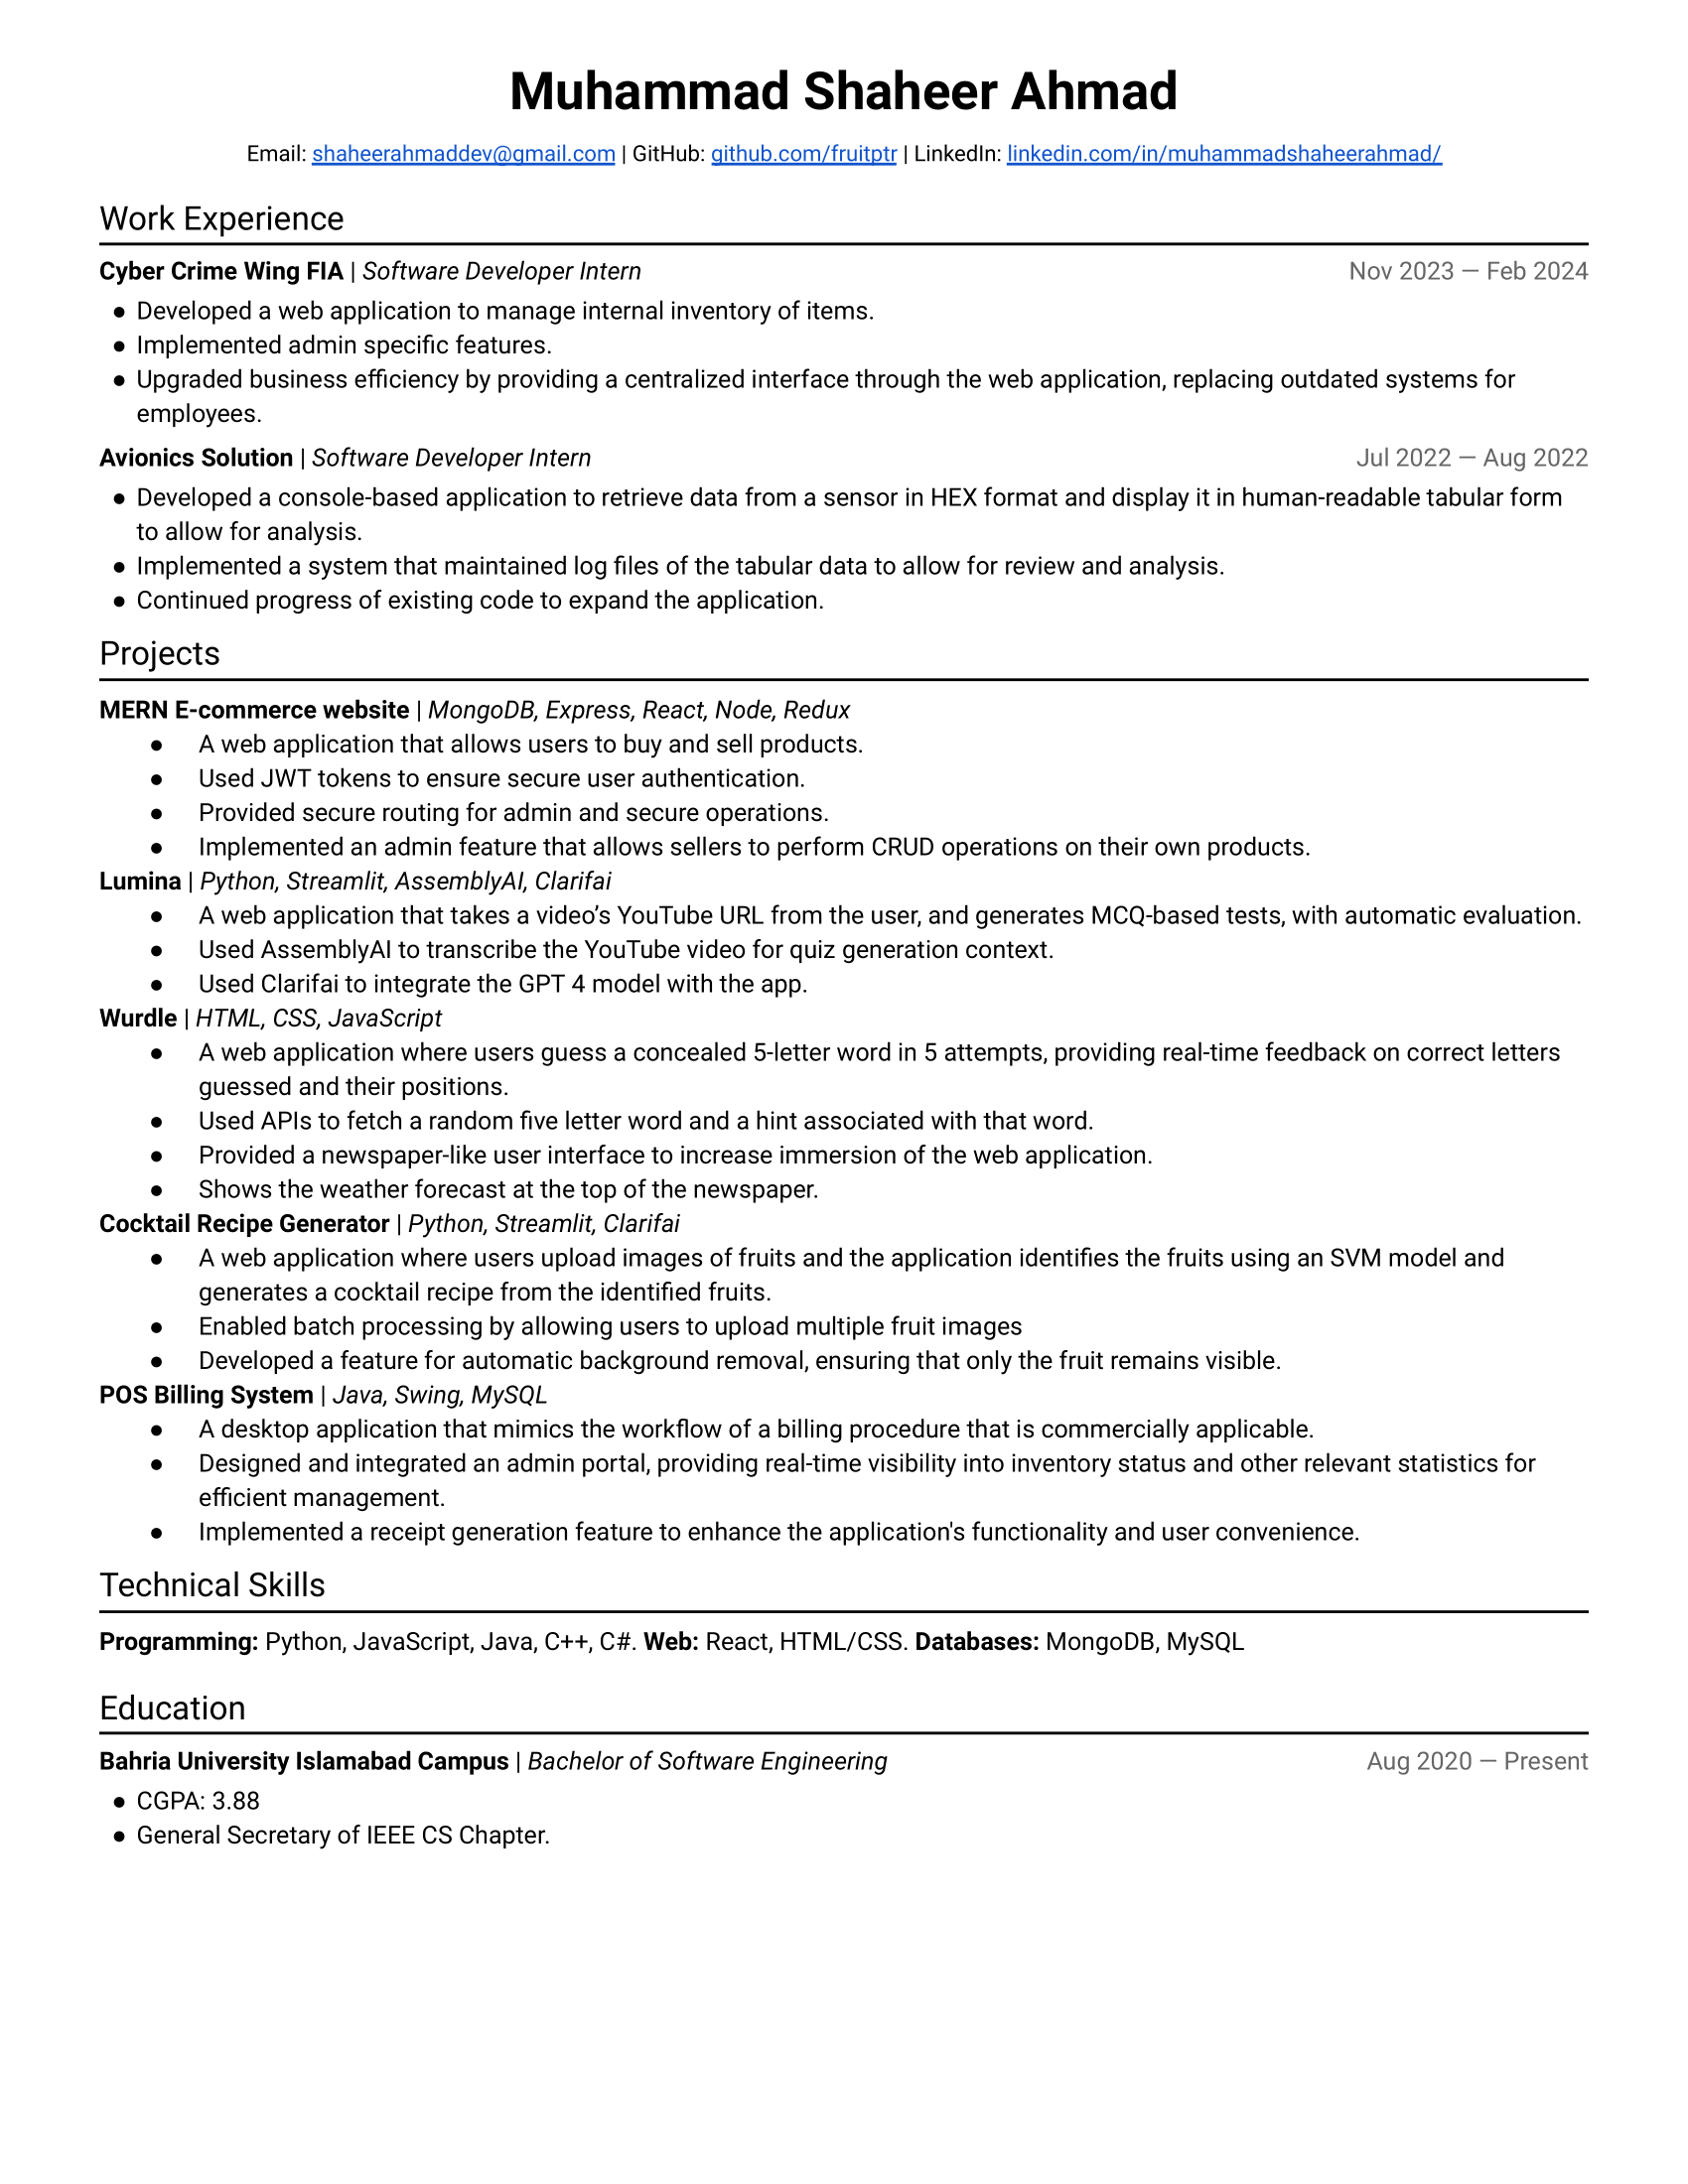 Muhammad Shaheer Ahmad
Email: shaheerahmaddev@gmail.com | GitHub: github.com/fruitptr | LinkedIn: linkedin.com/in/muhammadshaheerahmad/
Work Experience
Cyber Crime Wing FIA | Software Developer Intern Nov 2023 — Feb 2024
● Developed a web application to manage internal inventory of items.
● Implemented admin specific features.
● Upgraded business efficiency by providing a centralized interface through the web application, replacing outdated systems for
employees.
Avionics Solution | Software Developer Intern Jul 2022 — Aug 2022
● Developed a console-based application to retrieve data from a sensor in HEX format and display it in human-readable tabular form
to allow for analysis.
● Implemented a system that maintained log files of the tabular data to allow for review and analysis.
● Continued progress of existing code to expand the application.
Projects
MERN E-commerce website | MongoDB, Express, React, Node, Redux
● A web application that allows users to buy and sell products.
● Used JWT tokens to ensure secure user authentication.
● Provided secure routing for admin and secure operations.
● Implemented an admin feature that allows sellers to perform CRUD operations on their own products.
Lumina | Python, Streamlit, AssemblyAI, Clarifai
● A web application that takes a video’s YouTube URL from the user, and generates MCQ-based tests, with automatic evaluation.
● Used AssemblyAI to transcribe the YouTube video for quiz generation context.
● Used Clarifai to integrate the GPT 4 model with the app.
Wurdle | HTML, CSS, JavaScript
● A web application where users guess a concealed 5-letter word in 5 attempts, providing real-time feedback on correct letters
guessed and their positions.
● Used APIs to fetch a random five letter word and a hint associated with that word.
● Provided a newspaper-like user interface to increase immersion of the web application.
● Shows the weather forecast at the top of the newspaper.
Cocktail Recipe Generator | Python, Streamlit, Clarifai
● A web application where users upload images of fruits and the application identifies the fruits using an SVM model and
generates a cocktail recipe from the identified fruits.
● Enabled batch processing by allowing users to upload multiple fruit images
● Developed a feature for automatic background removal, ensuring that only the fruit remains visible.
POS Billing System | Java, Swing, MySQL
● A desktop application that mimics the workflow of a billing procedure that is commercially applicable.
● Designed and integrated an admin portal, providing real-time visibility into inventory status and other relevant statistics for
efficient management.
● Implemented a receipt generation feature to enhance the application's functionality and user convenience.
Technical Skills
Programming: Python, JavaScript, Java, C++, C#. Web: React, HTML/CSS. Databases: MongoDB, MySQL
Education
Bahria University Islamabad Campus | Bachelor of Software Engineering Aug 2020 — Present
● CGPA: 3.88
● General Secretary of IEEE CS Chapter.